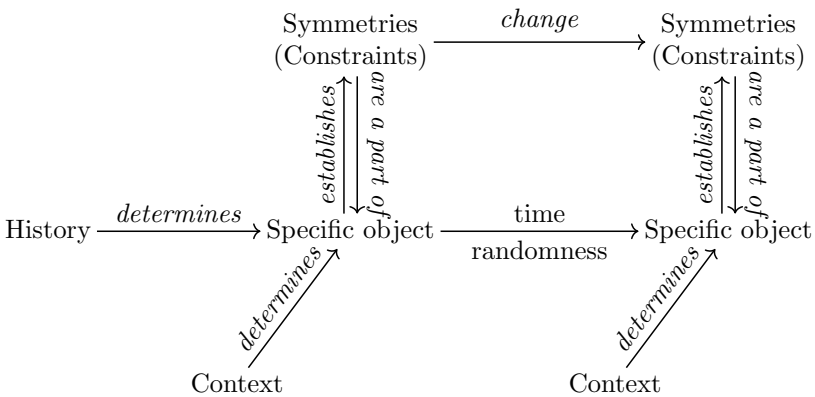 Symmetries
(Constraints)
change
Symmetries
(Constraints)
establishes
are a part of
establishes
are a part of
History
determines
Specific object
time
randomness
Specific object
determines
determines
Context
Context